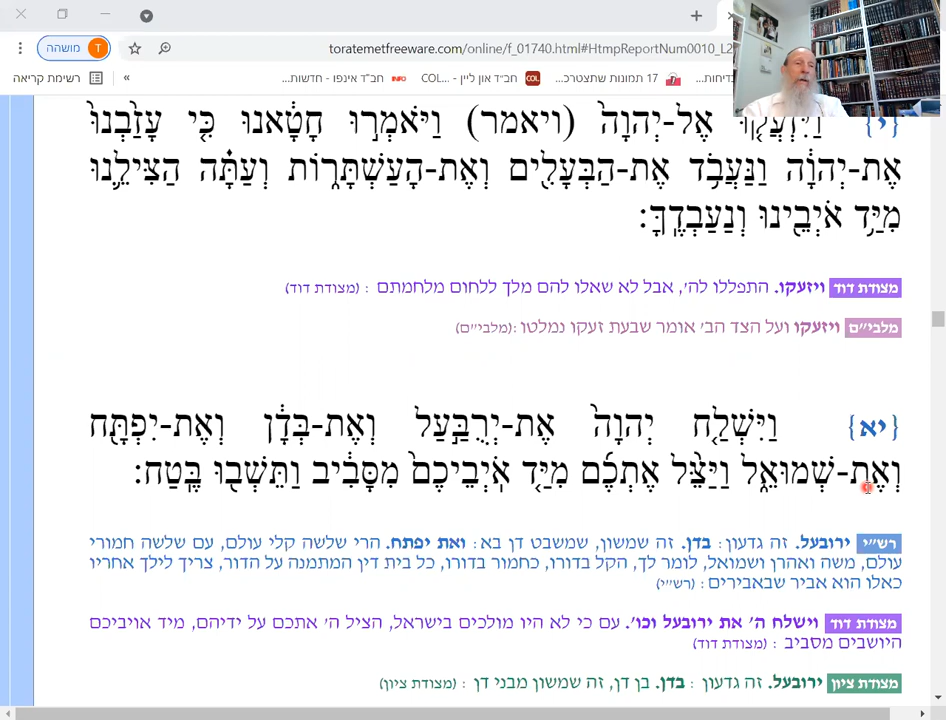 toratemetfreeware.com/online/f_01740.html#HtmpReportNum0010_L2
מושהה T
17 תמונות שתצטרכ... COL חב״ד און ליין - COL... חב״ד אינפו - חדשות... » רשימת קריאה
{י} וַיִּזְעֲק֤וּ אֶל-יְהוָה֙ (ויאמר) וַיֹּאמְר֣וּ חָטָ֔אנוּ כִּ֤י עָזַ֙בְנוּ֙
אֶת-יְהוָ֔ה וַנַּעֲבֹ֥ד אֶת-הַבְּעָלִ֖ים וְאֶת-הָעַשְׁתָּר֑וֹת וְעַתָּ֗ה הַצִּילֵ֛נוּ
מִיַּ֥ד אֹיְבֵ֖ינוּ וְנַעַבְדֶֽךָּ:
מצודת דוד ויזעקו. התפללו לה׳, אבל לא שאלו להם מלך ללחום מלחמתם : (מצודת דוד)
מלבי״ם ויזעקו ועל הצד הב׳ אומר שבעת זעקו נמלטו :(מלבי״ם)
{יא} וַיִּשְׁלַ֤ח יְהוָה֙ אֶת-יְרֻבַּ֣עַל וְאֶת-בְּדָ֔ן וְאֶת-יִפְתָּ֖ח
וְאֶת-שְׁמוּאֵ֑ל וַיַּצֵּ֨ל אֶתְכֶ֜ם מִיַּ֤ד אֹֽיְבֵיכֶם֙ מִסָּבִ֔יב וַתֵּשְׁב֖וּ בֶּֽטַח:
רש״י ירובעל. זה גדעון : בדן. זה שמשון, שמשבט דן בא : ואת יפתח. הרי שלשה קלי עולם, עם שלשה חמורי
עולם, משה ואהרן ושמואל, לומר לך, הקל בדורו, כחמור בדורו, כל בית דין המתמנה על הדור, צריך לילך אחריו
כאלו הוא אביר שבאבירים : (רש״י)
מצודת דוד וישלח ה׳ את ירובעל וכו׳. עם כי לא היו מולכים בישראל, הציל ה׳ אתכם על ידיהם, מיד אויביכם
היושבים מסביב : (מצודת דוד)
מצודת ציון ירובעל. זה גדעון : בדן. בן דן, זה שמשון מבני דן : (מצודת ציון)